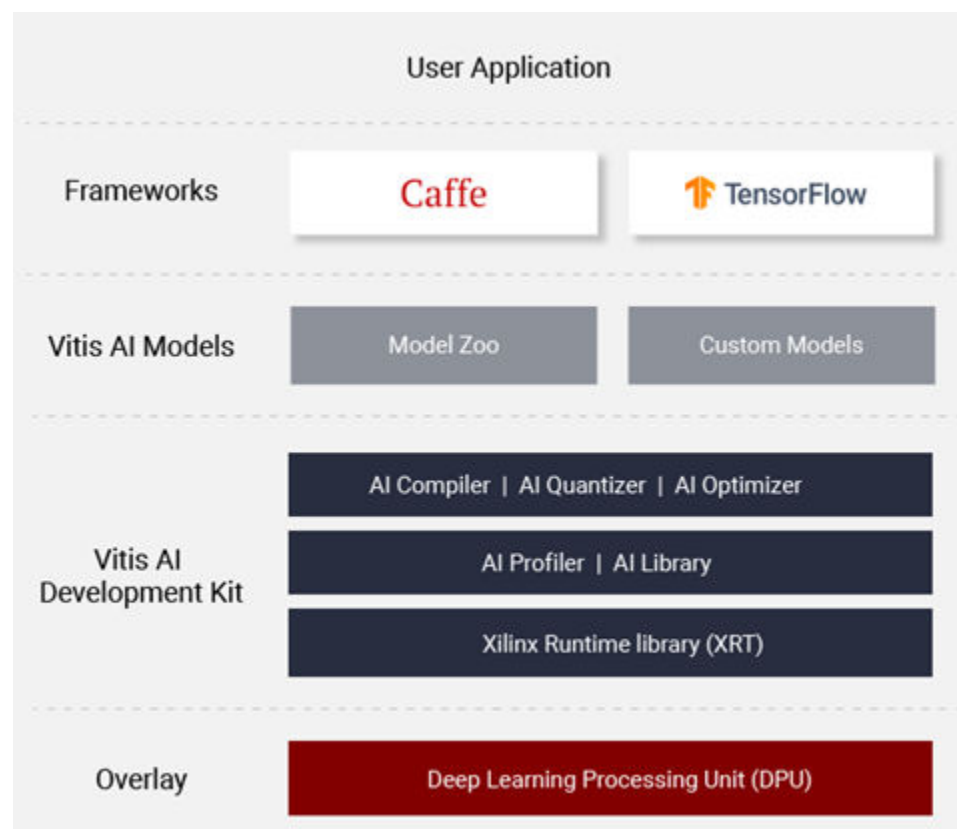 User Application
Frameworks
Caffe
TensorFlow
Vitis AI Models
Model Zoo
Custom Models
Vitis AI
Development Kit
AI Compiler | AI Quantizer | AI Optimizer
AI Profiler | AI Library
Xilinx Runtime library (XRT)
Overlay
Deep Learning Processing Unit (DPU)